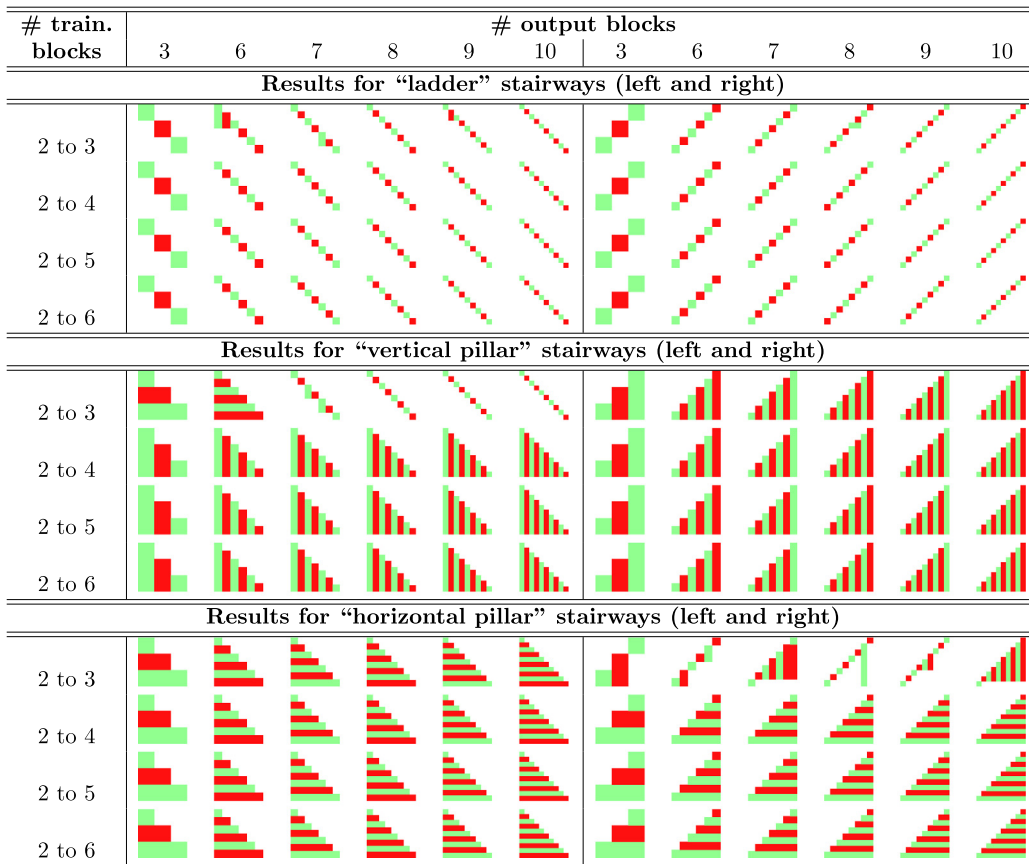 # train. # output blocks
blocks 3 6 7 8 9 10 3 6 7 8 9 10
Results for “ladder” stairways (left and right)
2 to 3
2 to 4
2 to 5
2 to 6
Results for “vertical pillar” stairways (left and right)
2 to 3
2 to 4
2 to 5
2 to 6
Results for “horizontal pillar” stairways (left and right)
2 to 3
2 to 4
2 to 5
2 to 6